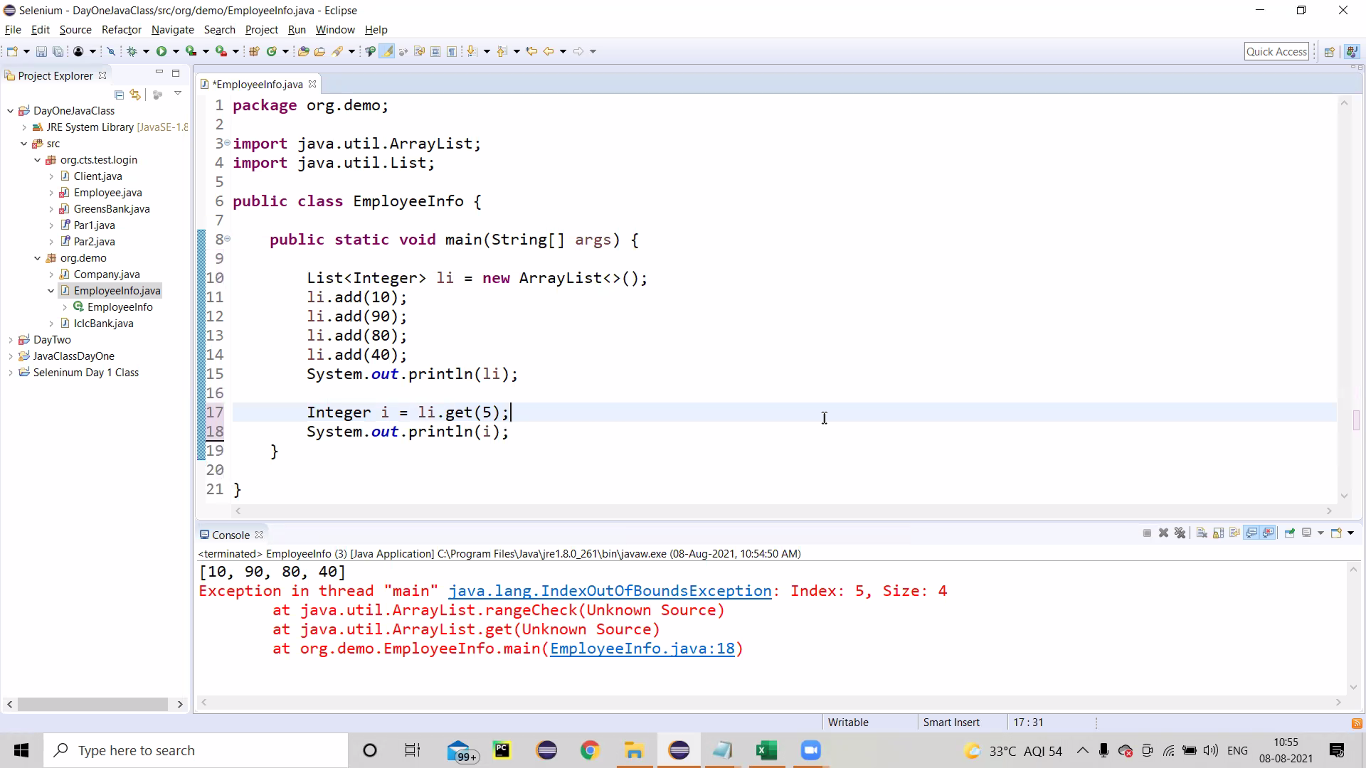 Selenium - DayOneJavaClass/src/org/demo/EmployeeInfo.java - Eclipse
File Edit Source Refactor Navigate Search Project Run Window Help
Quick Access
Project Explorer
DayOneJavaClass
JRE System Library [JavaSE-1.8
src
org.cts.test.login
Client.java
Employee.java
GreensBank.java
Par1.java
Par2.java
org.demo
Company.java
EmployeeInfo.java
EmployeeInfo
IcIcBank.java
DayTwo
JavaClassDayOne
Seleninum Day 1 Class
*EmployeeInfo.java
1 package org.demo;
2
3 import java.util.ArrayList;
4 import java.util.List;
5
6 public class EmployeeInfo {
7
8 public static void main(String[] args) {
9
10 List<Integer> li = new ArrayList<>();
11 li.add(10);
12 li.add(90);
13 li.add(80);
14 li.add(40);
15 System.out.println(li);
16
17 Integer i = li.get(5);
18 System.out.println(i);
19 }
20
21 }
Console
<terminated> EmployeeInfo (3) [Java Application] C:\Program Files\Java\jre1.8.0_261\bin\javaw.exe (08-Aug-2021, 10:54:50 AM)
[10, 90, 80, 40]
Exception in thread "main" java.lang.IndexOutOfBoundsException: Index: 5, Size: 4
at java.util.ArrayList.rangeCheck(Unknown Source)
at java.util.ArrayList.get(Unknown Source)
at org.demo.EmployeeInfo.main(EmployeeInfo.java:18)
Writable Smart Insert 17 : 31
Type here to search
99+
PC
33°C AQI 54
ENG
10:55
08-08-2021